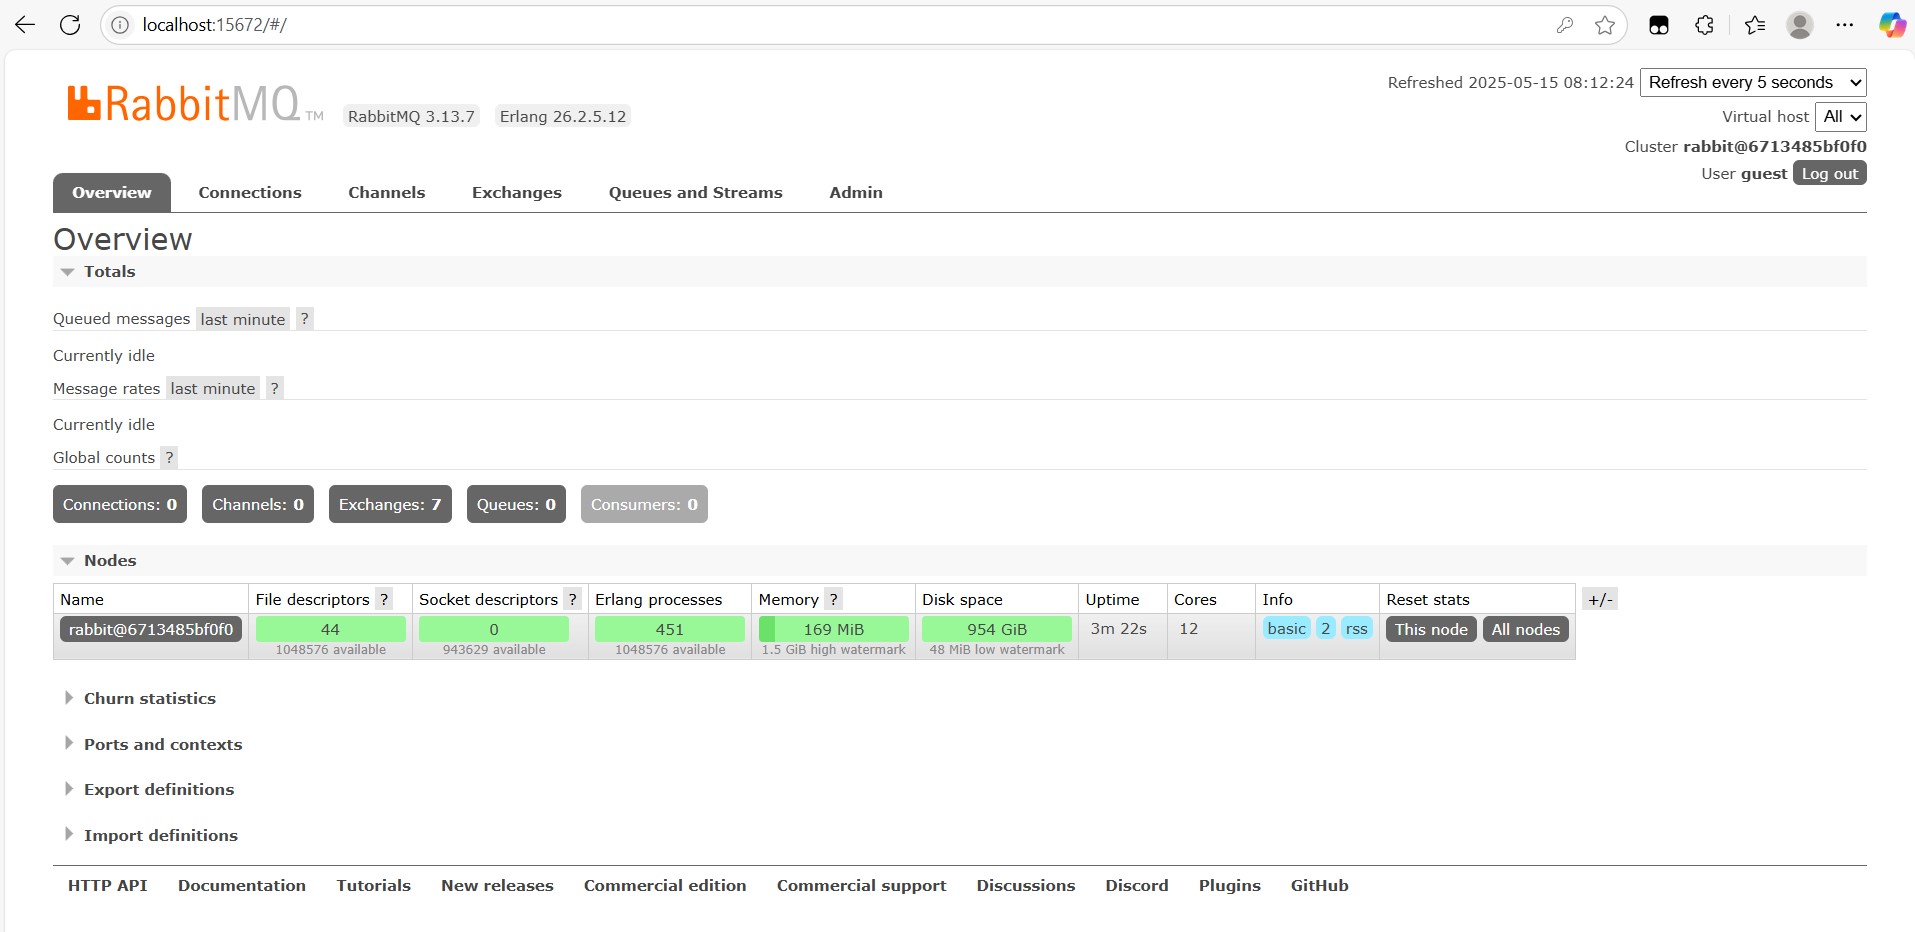 localhost:15672/#/
Refreshed 2025-05-15 08:12:24 Refresh every 5 seconds
RabbitMQ TM RabbitMQ 3.13.7 Erlang 26.2.5.12
Virtual host All
Cluster rabbit@6713485bf0f0
User guest Log out
Overview Connections Channels Exchanges Queues and Streams Admin
Overview
Totals
Queued messages last minute ?
Currently idle
Message rates last minute ?
Currently idle
Global counts ?
Connections: 0 Channels: 0 Exchanges: 7 Queues: 0 Consumers: 0
Nodes
Name File descriptors ? Socket descriptors ? Erlang processes Memory ? Disk space Uptime Cores Info Reset stats +/-
rabbit@6713485bf0f0 44 0 451 169 MiB 954 GiB 3m 22s 12 basic 2 rss This node All nodes
1048576 available 943629 available 1048576 available 1.5 GiB high watermark 48 MiB low watermark
Churn statistics
Ports and contexts
Export definitions
Import definitions
HTTP API Documentation Tutorials New releases Commercial edition Commercial support Discussions Discord Plugins GitHub